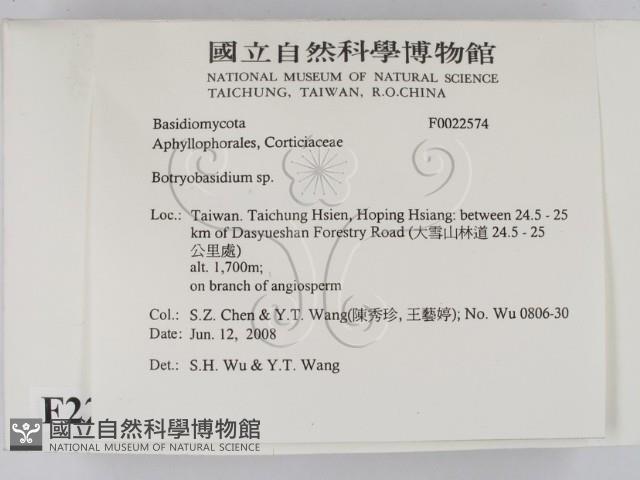 國立自然科學博物館
NATIONAL MUSEUM OF NATURAL SCIENCE
TAICHUNG, TAIWAN, R.O.CHINA
Basidiomycota F0022574
Aphyllophorales, Corticiaceae
Botryobasidium sp.
Loc.: Taiwan. Taichung Hsien, Hoping Hsiang: between 24.5 - 25
km of Dasyueshan Forestry Road (大雪山林道 24.5 - 25
公里處)
alt. 1,700m;
on branch of angiosperm
Col.: S.Z. Chen & Y.T. Wang(陳秀珍, 王藝婷); No. Wu 0806-30
Date: Jun. 12, 2008
Det.: S.H. Wu & Y.T. Wang
國立自然科學博物館
NATIONAL MUSEUM OF NATURAL SCIENCE